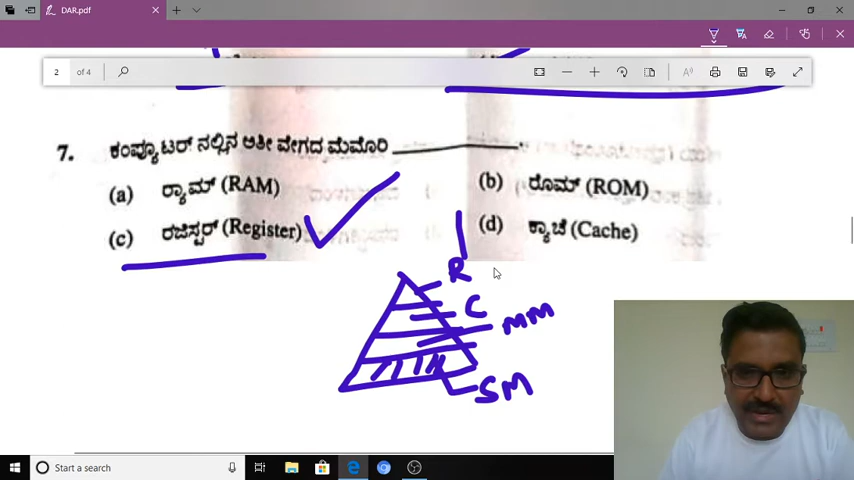 DAR.pdf
2 of 4
7. ಕಂಪ್ಯೂಟರ್ ನಲ್ಲಿನ ಅತೀ ವೇಗದ ಮೆಮೊರಿ
(a) ರ‍್ಯಾಮ್ (RAM) (b) ರೊಮ್ (ROM)
(c) ರಜಿಸ್ಟರ್ (Register) (d) ಕ್ಯಾಚೆ (Cache)
R
C
MM
SM
Start a search